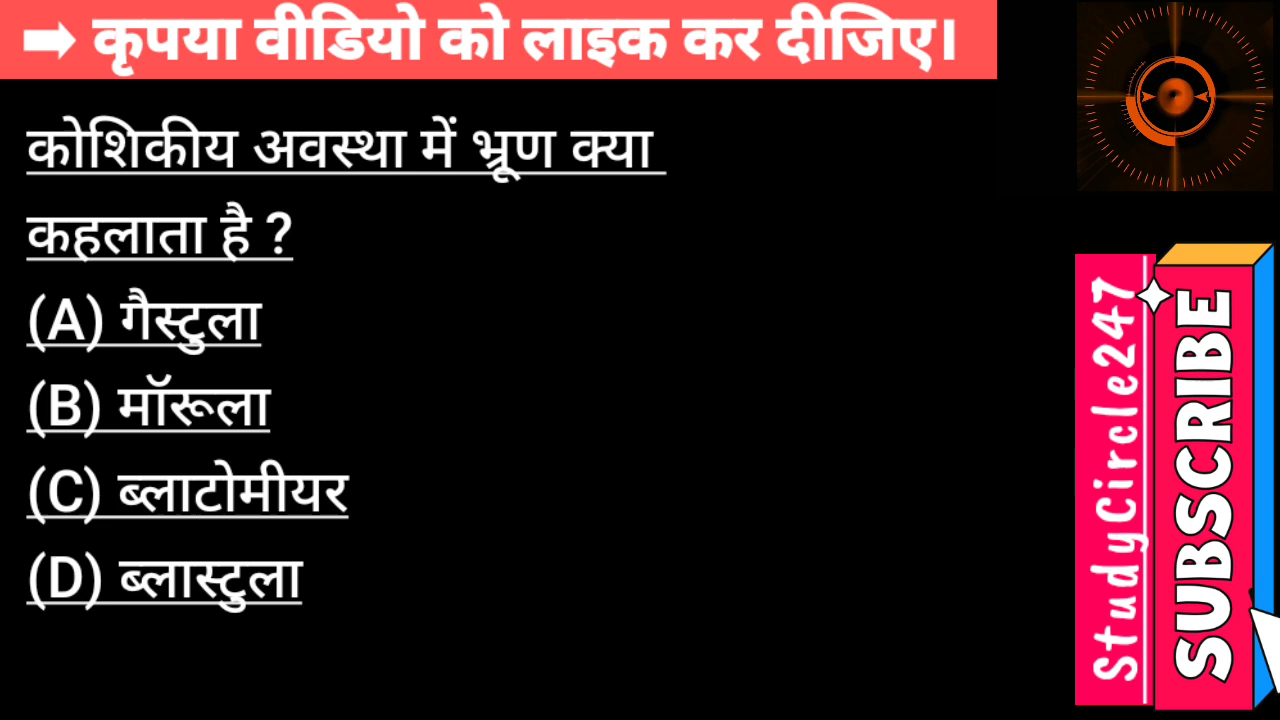 ➡ कृपया वीडियो को लाइक कर दीजिए।
कोशिकीय अवस्था में भ्रूण क्या
कहलाता है ?
(A) गैस्टुला
(B) मॉरूला
(C) ब्लाटोमीयर
(D) ब्लास्टुला
StudyCircle247
SUBSCRIBE